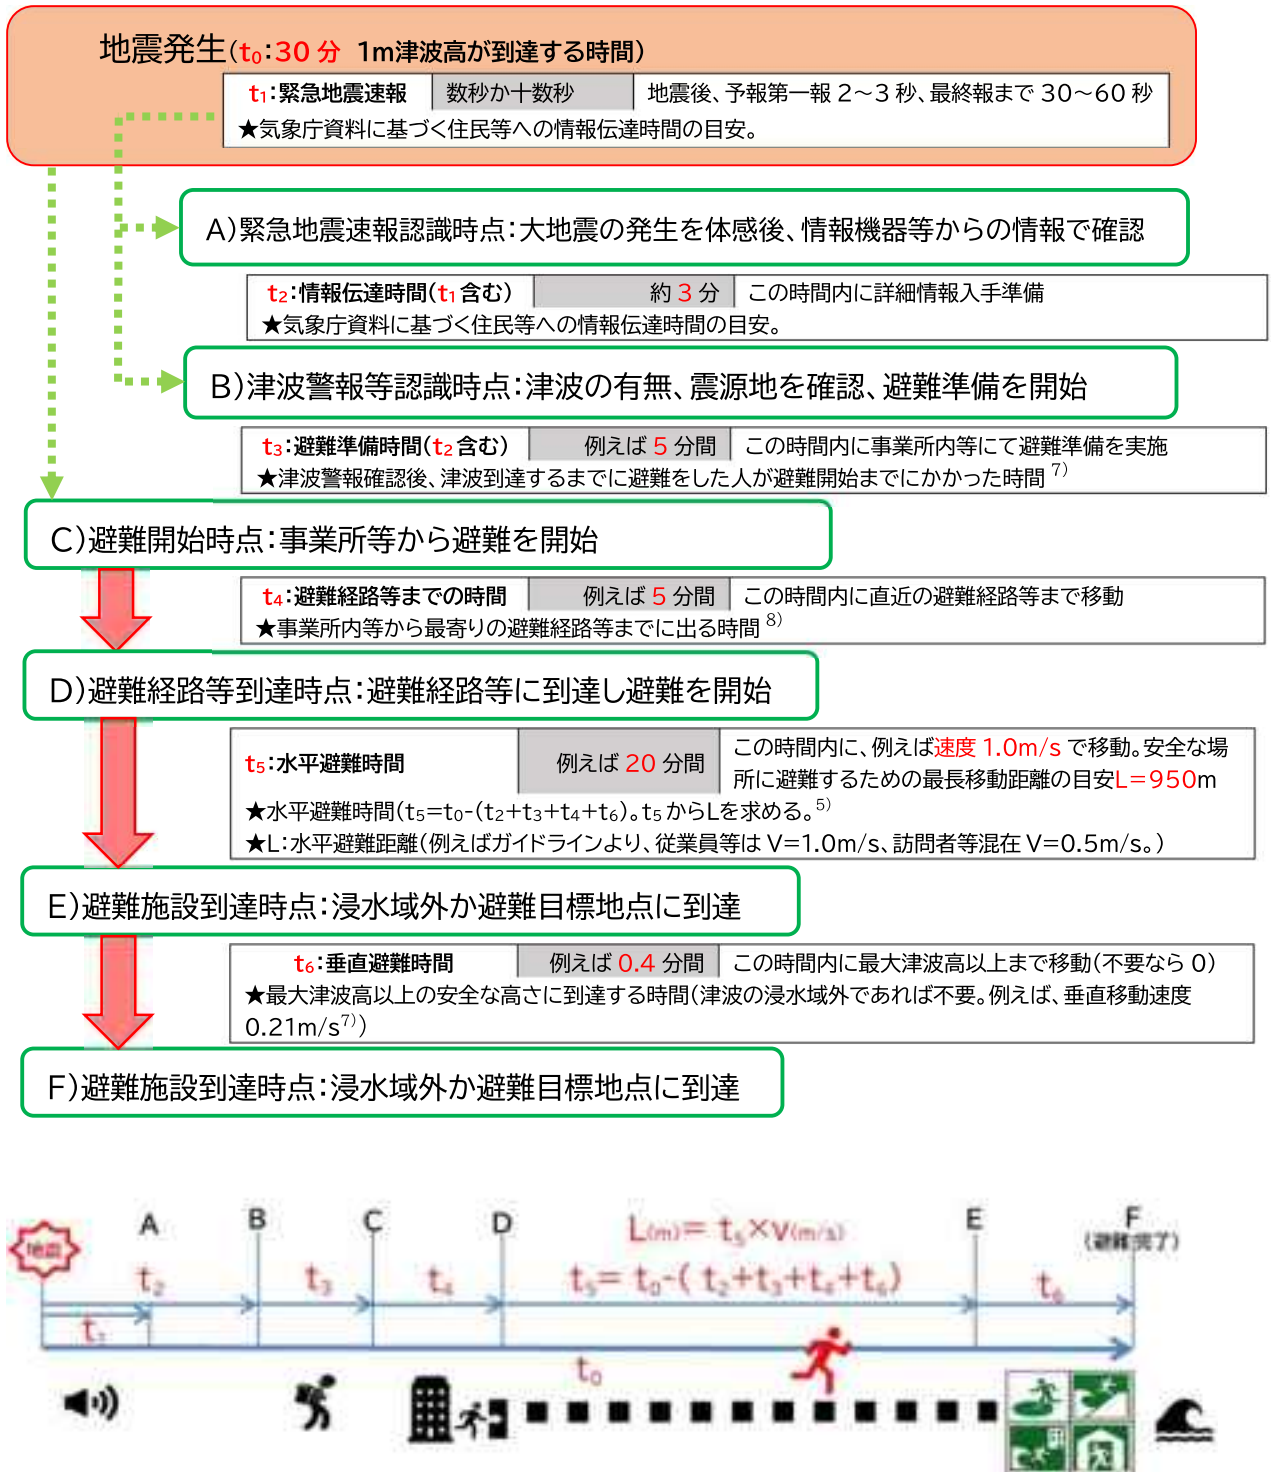 地震発生(t₀：30 分 1m津波高が到達する時間)
t₁：緊急地震速報 数秒か十数秒 地震後、予報第一報 2～3 秒、最終報まで 30～60 秒
★気象庁資料に基づく住民等への情報伝達時間の目安。
A)緊急地震速報認識時点：大地震の発生を体感後、情報機器等からの情報で確認
t₂：情報伝達時間(t₁ 含む) 約 3 分 この時間内に詳細情報入手準備
★気象庁資料に基づく住民等への情報伝達時間の目安。
B)津波警報等認識時点：津波の有無、震源地を確認、避難準備を開始
t₃：避難準備時間(t₂ 含む) 例えば 5 分間 この時間内に事業所内等にて避難準備を実施
★津波警報確認後、津波到達するまでに避難をした人が避難開始までにかかった時間 7)
C)避難開始時点：事業所等から避難を開始
t₄：避難経路等までの時間 例えば 5 分間 この時間内に直近の避難経路等まで移動
★事業所内等から最寄りの避難経路等までに出る時間 8)
D)避難経路等到達時点：避難経路等に到達し避難を開始
t₅：水平避難時間 例えば 20 分間 この時間内に、例えば速度 1.0m/s で移動。安全な場
所に避難するための最長移動距離の目安L＝950m
★水平避難時間(t₅=t₀-(t₂+t₃+t₄+t₆)。t₅ からLを求める。5)
★L：水平避難距離(例えばガイドラインより、従業員等は V=1.0m/s、訪問者等混在 V=0.5m/s。)
E)避難施設到達時点：浸水域外か避難目標地点に到達
t₆：垂直避難時間 例えば 0.4 分間 この時間内に最大津波高以上まで移動(不要なら 0)
★最大津波高以上の安全な高さに到達する時間(津波の浸水域外であれば不要。例えば、垂直移動速度
0.21m/s7))
F)避難施設到達時点：浸水域外か避難目標地点に到達
A B C D L(m)= t₅×v(m/s) E F
(避難完了)
地震
t₂ t₃ t₄ t₅= t₀-( t₂+t₃+t₄+t₆) t₆
t₁
t₀